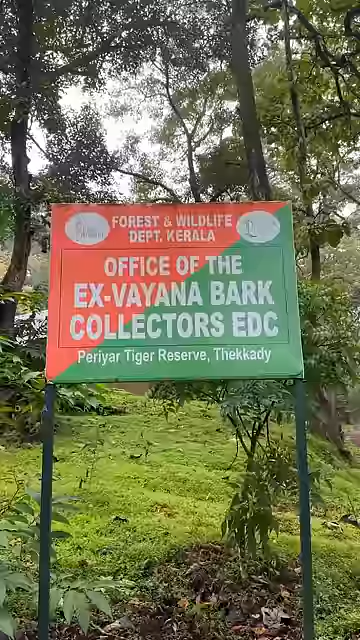 FOREST & WILDLIFE
DEPT. KERALA
OFFICE OF THE
EX-VAYANA BARK
COLLECTORS EDC
Periyar Tiger Reserve, Thekkady